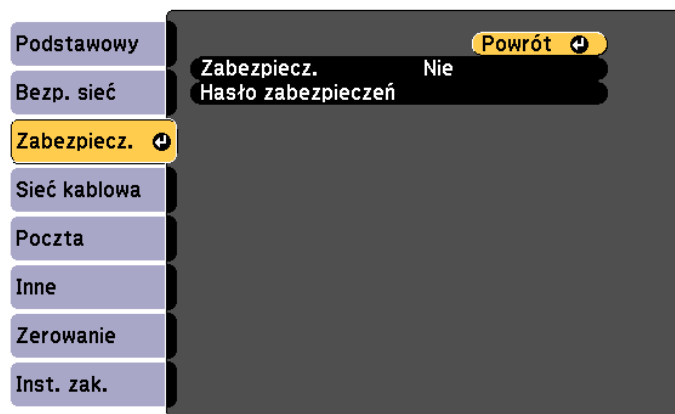 Podstawowy
Bezp. sieć
Zabezpiecz.
Sieć kablowa
Poczta
Inne
Zerowanie
Inst. zak.
Powrót
Zabezpiecz. Nie
Hasło zabezpieczeń